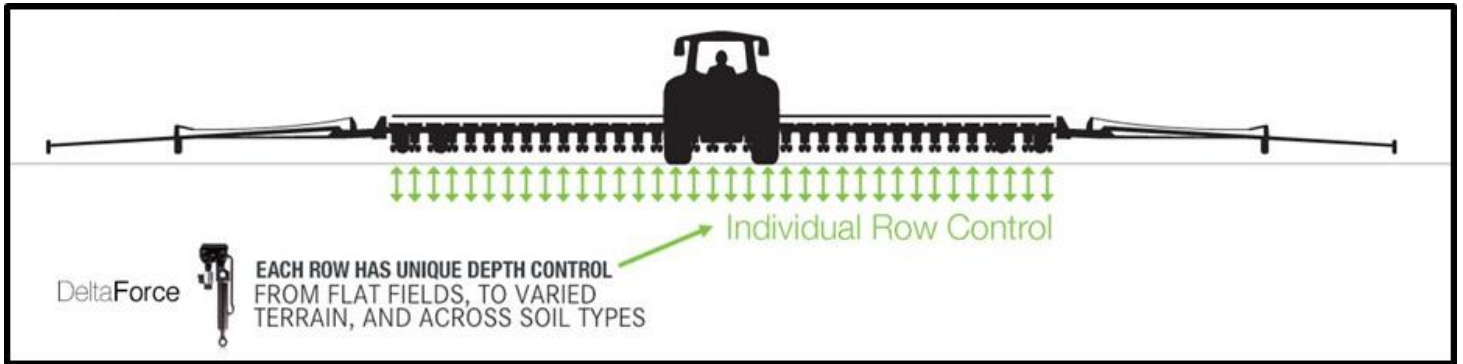 Individual Row Control
DeltaForce
EACH ROW HAS UNIQUE DEPTH CONTROL
FROM FLAT FIELDS, TO VARIED
TERRAIN, AND ACROSS SOIL TYPES